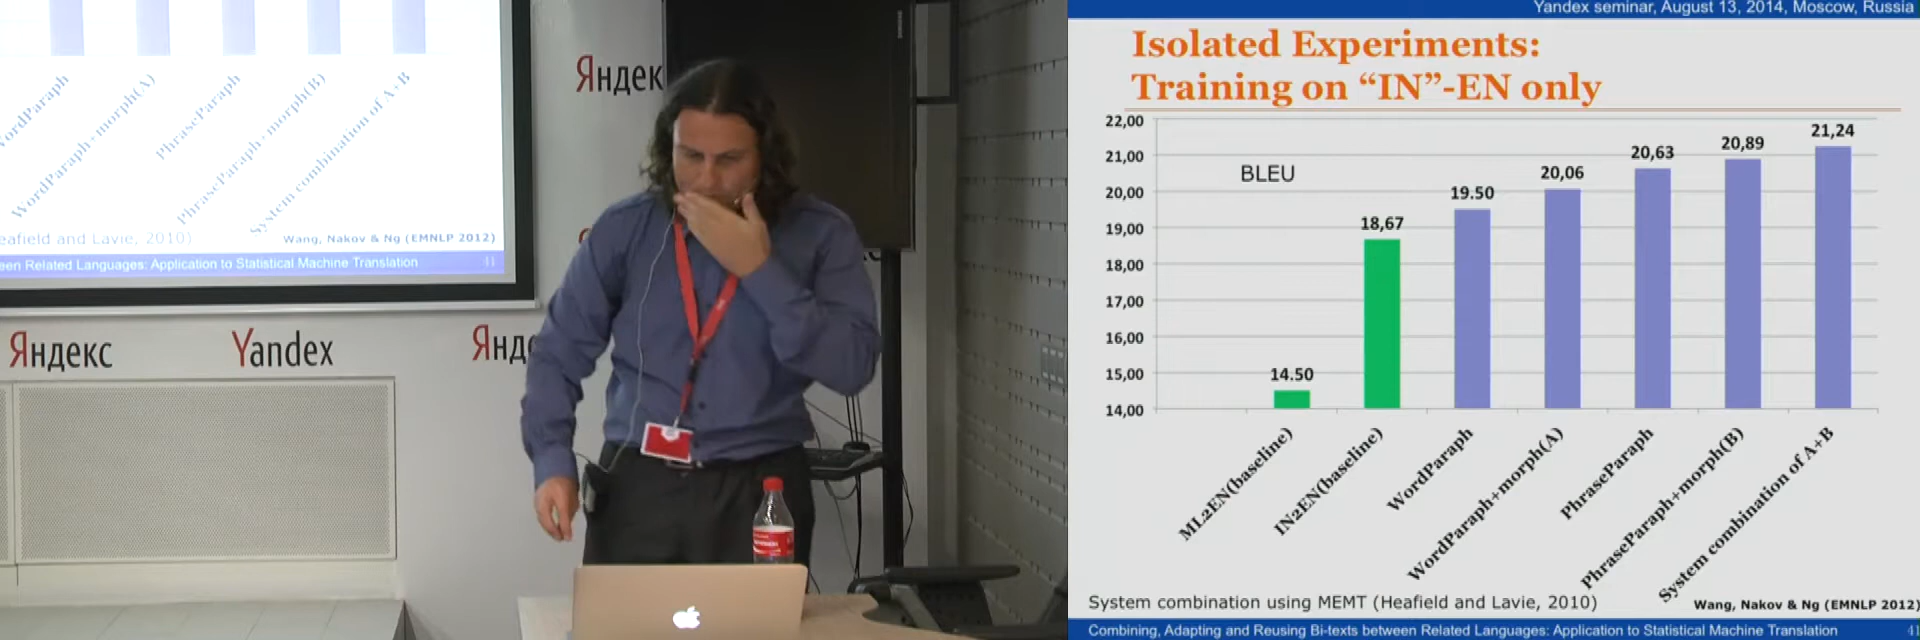 WordParaph+morph(A)
PhraseParaph
PhraseParaph+morph(B)
System combination of A+B
and Lavie, 2010)
Wang, Nakov & Ng (EMNLP 2012)
Related Languages: Application to Statistical Machine Translation
41
Яндекс
Yandex
Yandex seminar, August 13, 2014, Moscow, Russia
Isolated Experiments:
Training on “IN”-EN only
BLEU
22,00
21,00
20,00
19,00
18,00
17,00
16,00
15,00
14,00
14.50
18,67
19.50
20,06
20,63
20,89
21,24
ML2EN(baseline)
IN2EN(baseline)
WordParaph
WordParaph+morph(A)
PhraseParaph
PhraseParaph+morph(B)
System combination of A+B
System combination using MEMT (Heafield and Lavie, 2010)
Wang, Nakov & Ng (EMNLP 2012)
Combining, Adapting and Reusing Bi-texts between Related Languages: Application to Statistical Machine Translation